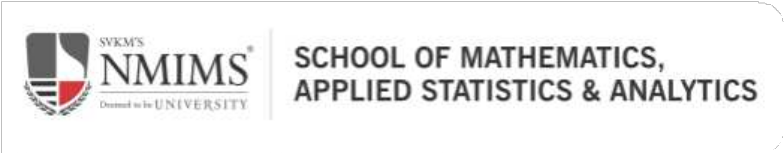 SVKM'S
NMIMS®
Deemed to be UNIVERSITY
SCHOOL OF MATHEMATICS,
APPLIED STATISTICS & ANALYTICS